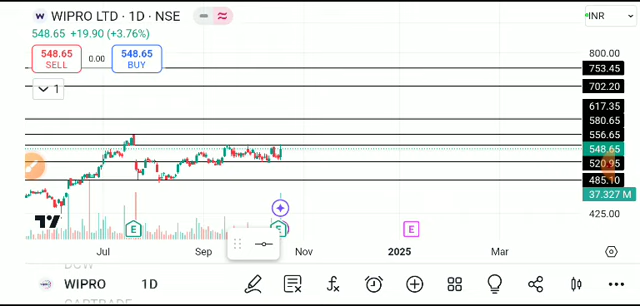 WIPRO LTD · 1D · NSE
INR
548.65 +19.90 (+3.76%)
548.65
SELL
0.00
548.65
BUY
1
800.00
753.45
702.20
617.35
580.65
556.65
548.65
520.95
485.10
37.327 M
425.00
E
E
E
Jul
Sep
Nov
2025
Mar
DCW
WIPRO 1D
CARTRADE